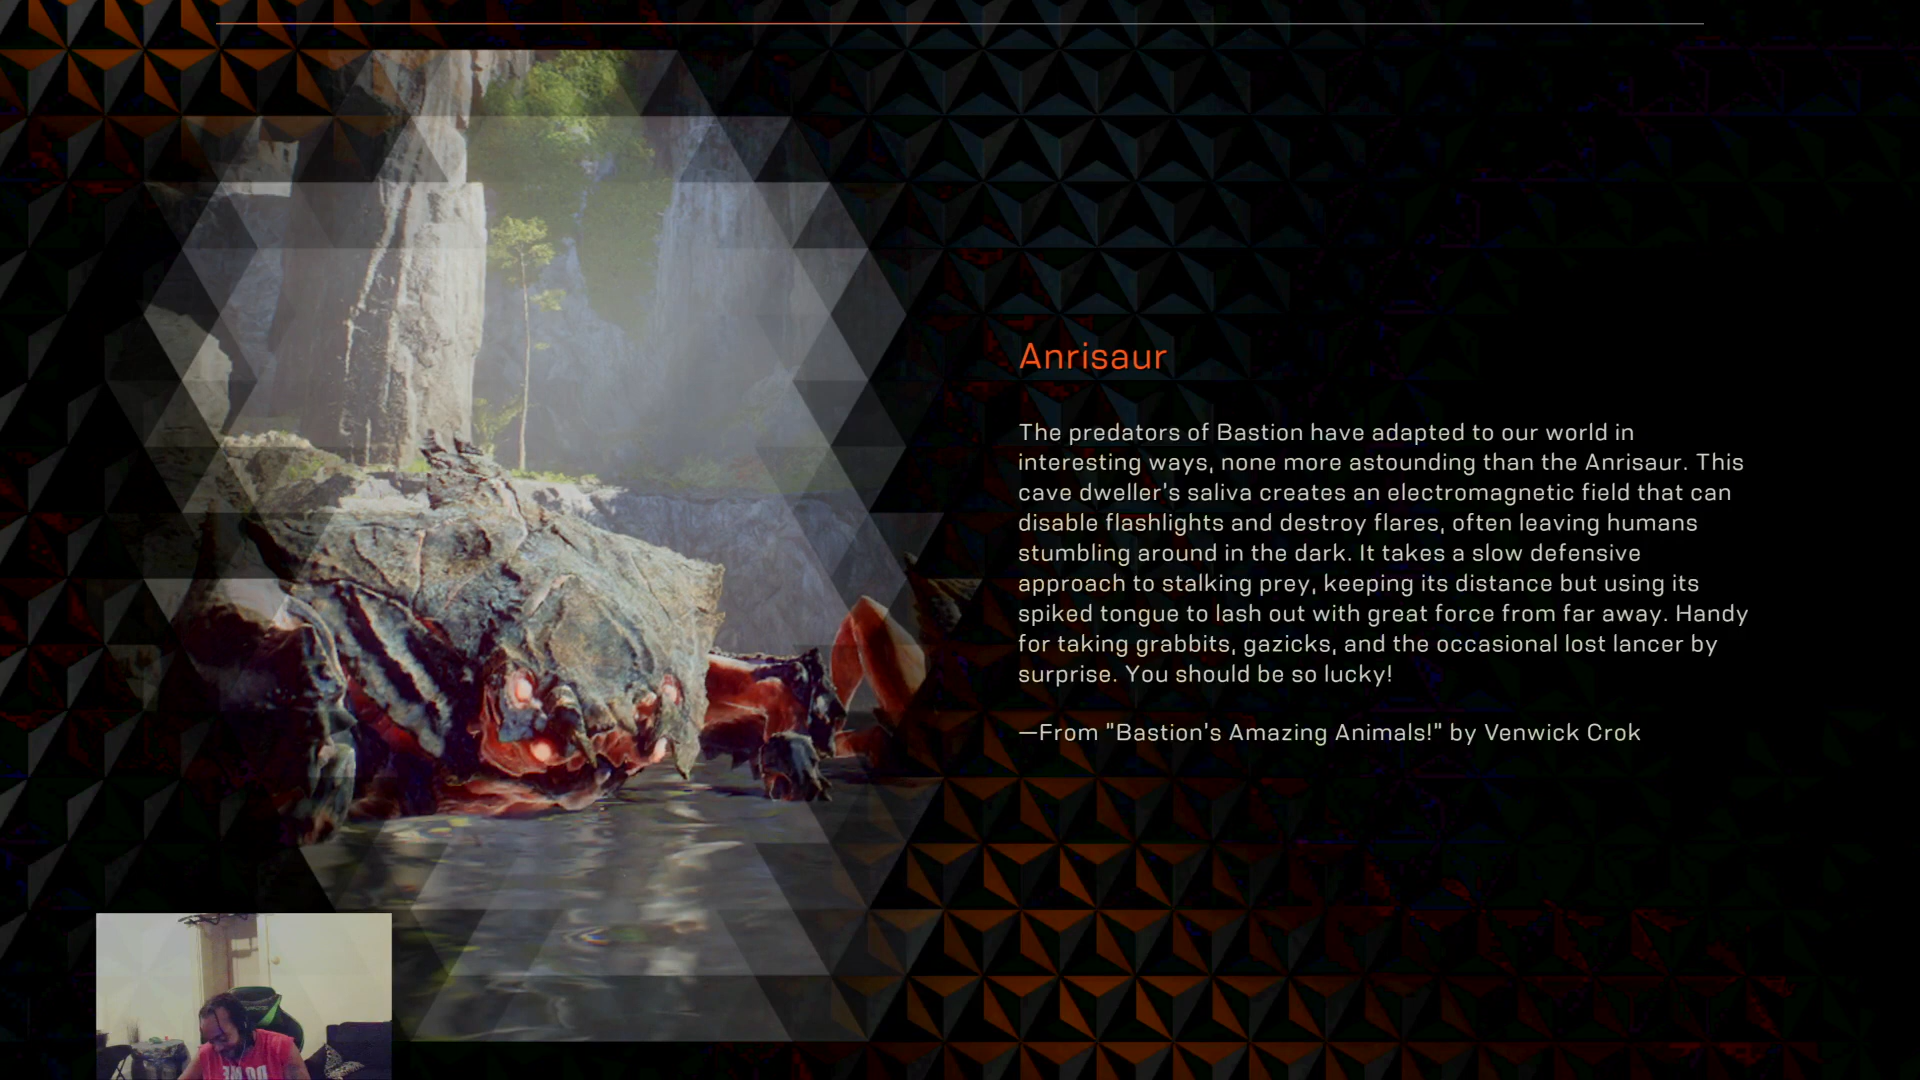 Anrisaur
The predators of Bastion have adapted to our world in
interesting ways, none more astounding than the Anrisaur. This
cave dweller's saliva creates an electromagnetic field that can
disable flashlights and destroy flares, often leaving humans
stumbling around in the dark. It takes a slow defensive
approach to stalking prey, keeping its distance but using its
spiked tongue to lash out with great force from far away. Handy
for taking grabbits, gazicks, and the occasional lost lancer by
surprise. You should be so lucky!
—From "Bastion's Amazing Animals!" by Venwick Crok